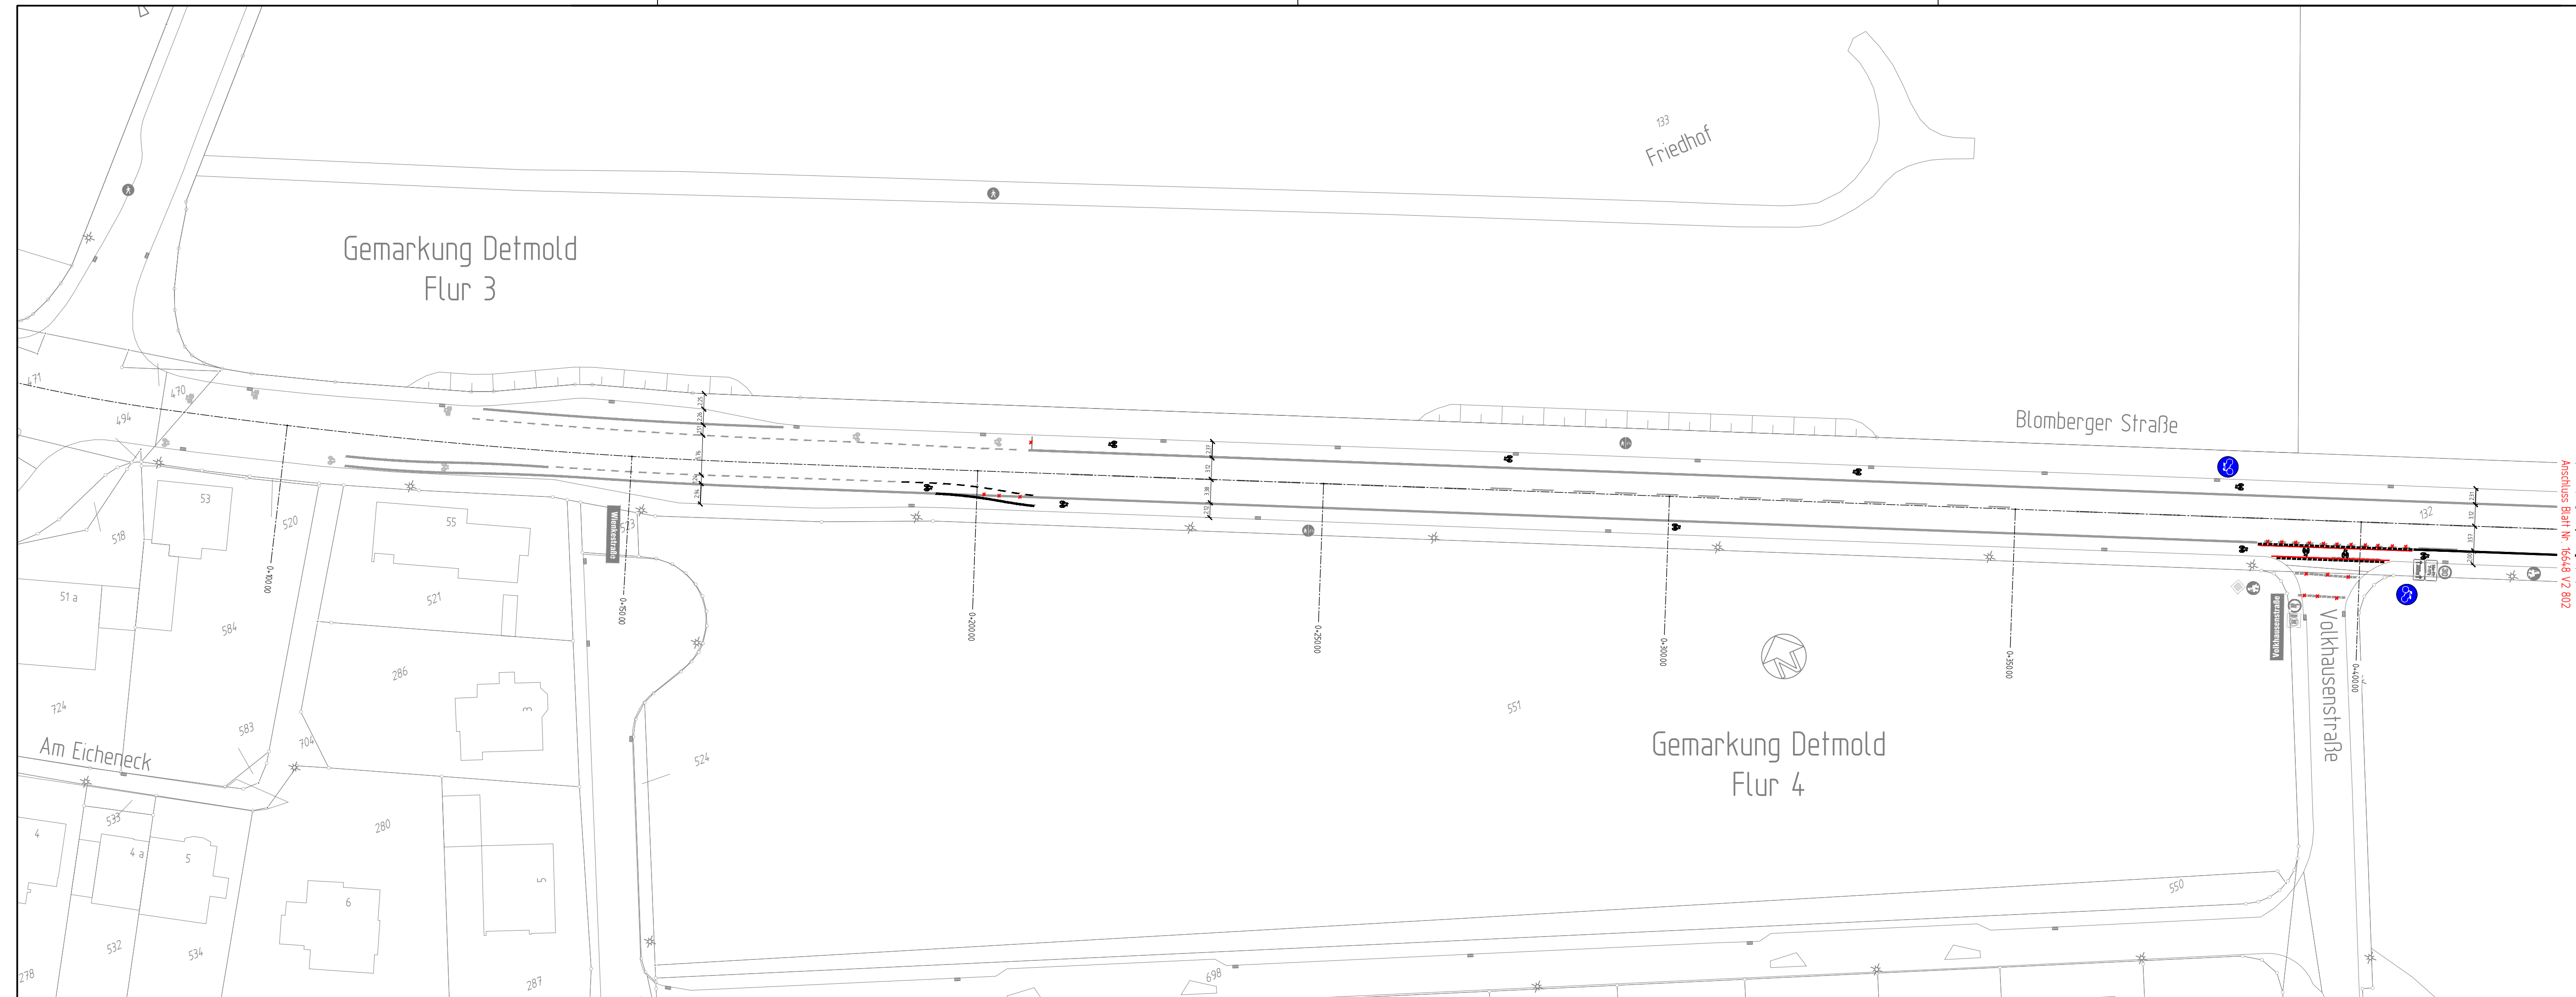 133
Friedhof
Gemarkung Detmold
Flur 3
471
470
494
Blomberger Straße
132
Anschluss Blatt Nr. 16648 V2 802
53
518
520
55
Wienkestraße
523
0+100.00
0+150.00
0+200.00
0+250.00
0+300.00
0+350.00
0+400.00
51 a
584
521
286
3
724
583
704
Am Eicheneck
524
551
N
Gemarkung Detmold
Flur 4
Volkhausenstraße
Volkhausenstraße
533
4
4 a
5
280
5
6
532
534
278
287
550
698